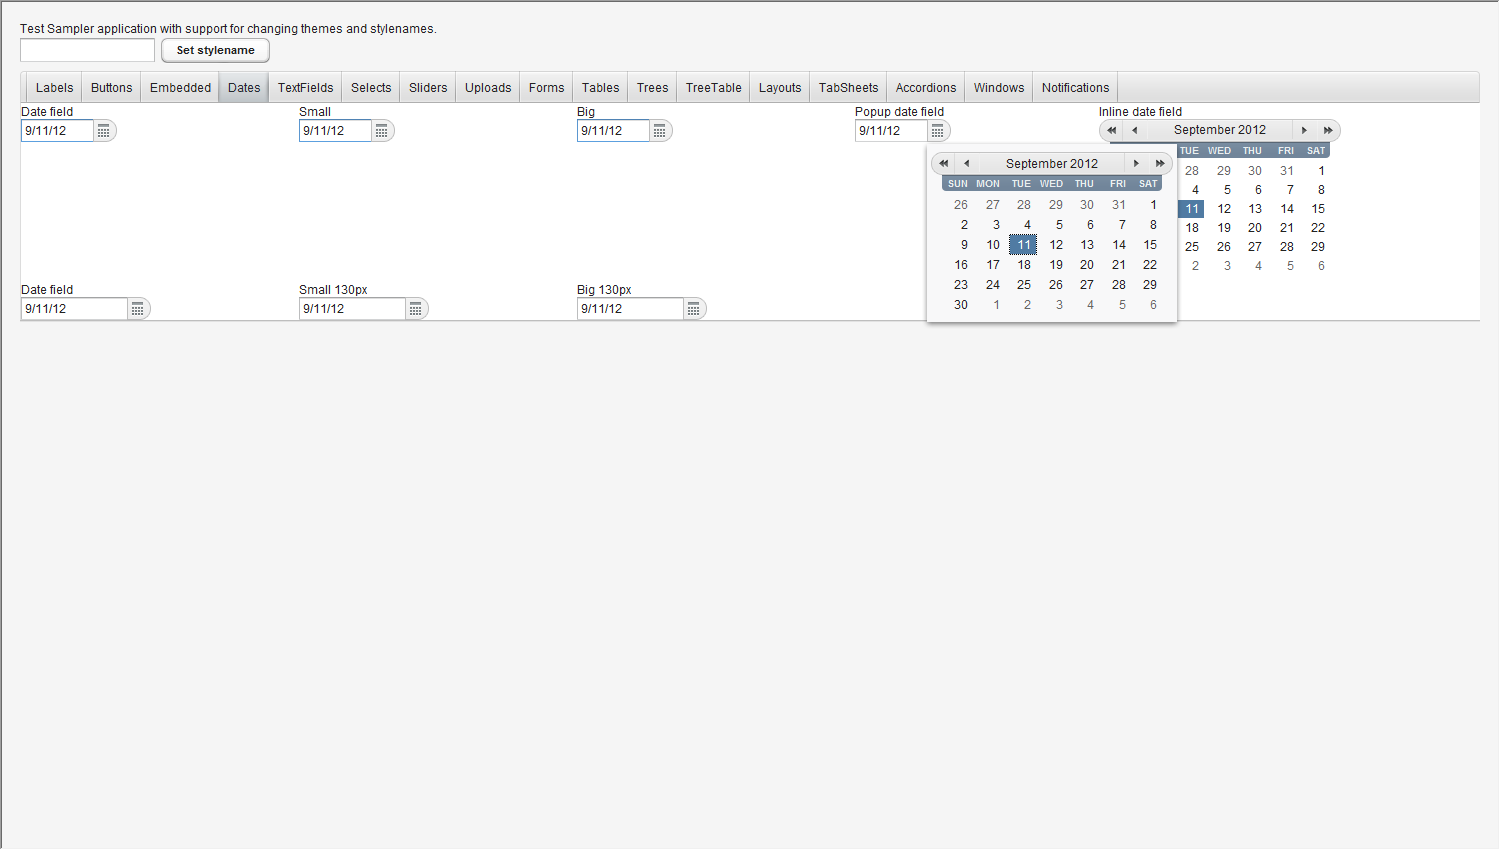 Test Sampler application with support for changing themes and stylenames.
Set stylename
Labels Buttons Embedded Dates TextFields Selects Sliders Uploads Forms Tables Trees TreeTable Layouts TabSheets Accordions Windows Notifications
Date field Small Big Popup date field Inline date field
9/11/12 9/11/12 9/11/12 9/11/12 September 2012
TUE WED THU FRI SAT
28 29 30 31 1
4 5 6 7 8
11 12 13 14 15
18 19 20 21 22
25 26 27 28 29
2 3 4 5 6
September 2012
SUN MON TUE WED THU FRI SAT
26 27 28 29 30 31 1
2 3 4 5 6 7 8
9 10 11 12 13 14 15
16 17 18 19 20 21 22
23 24 25 26 27 28 29
30 1 2 3 4 5 6
Date field Small 130px Big 130px
9/11/12 9/11/12 9/11/12